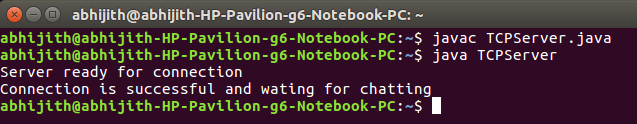 abhijith@abhijith-HP-Pavilion-g6-Notebook-PC: ~
abhijith@abhijith-HP-Pavilion-g6-Notebook-PC:~$ javac TCPServer.java
abhijith@abhijith-HP-Pavilion-g6-Notebook-PC:~$ java TCPServer
Server ready for connection
Connection is successful and wating for chatting
abhijith@abhijith-HP-Pavilion-g6-Notebook-PC:~$